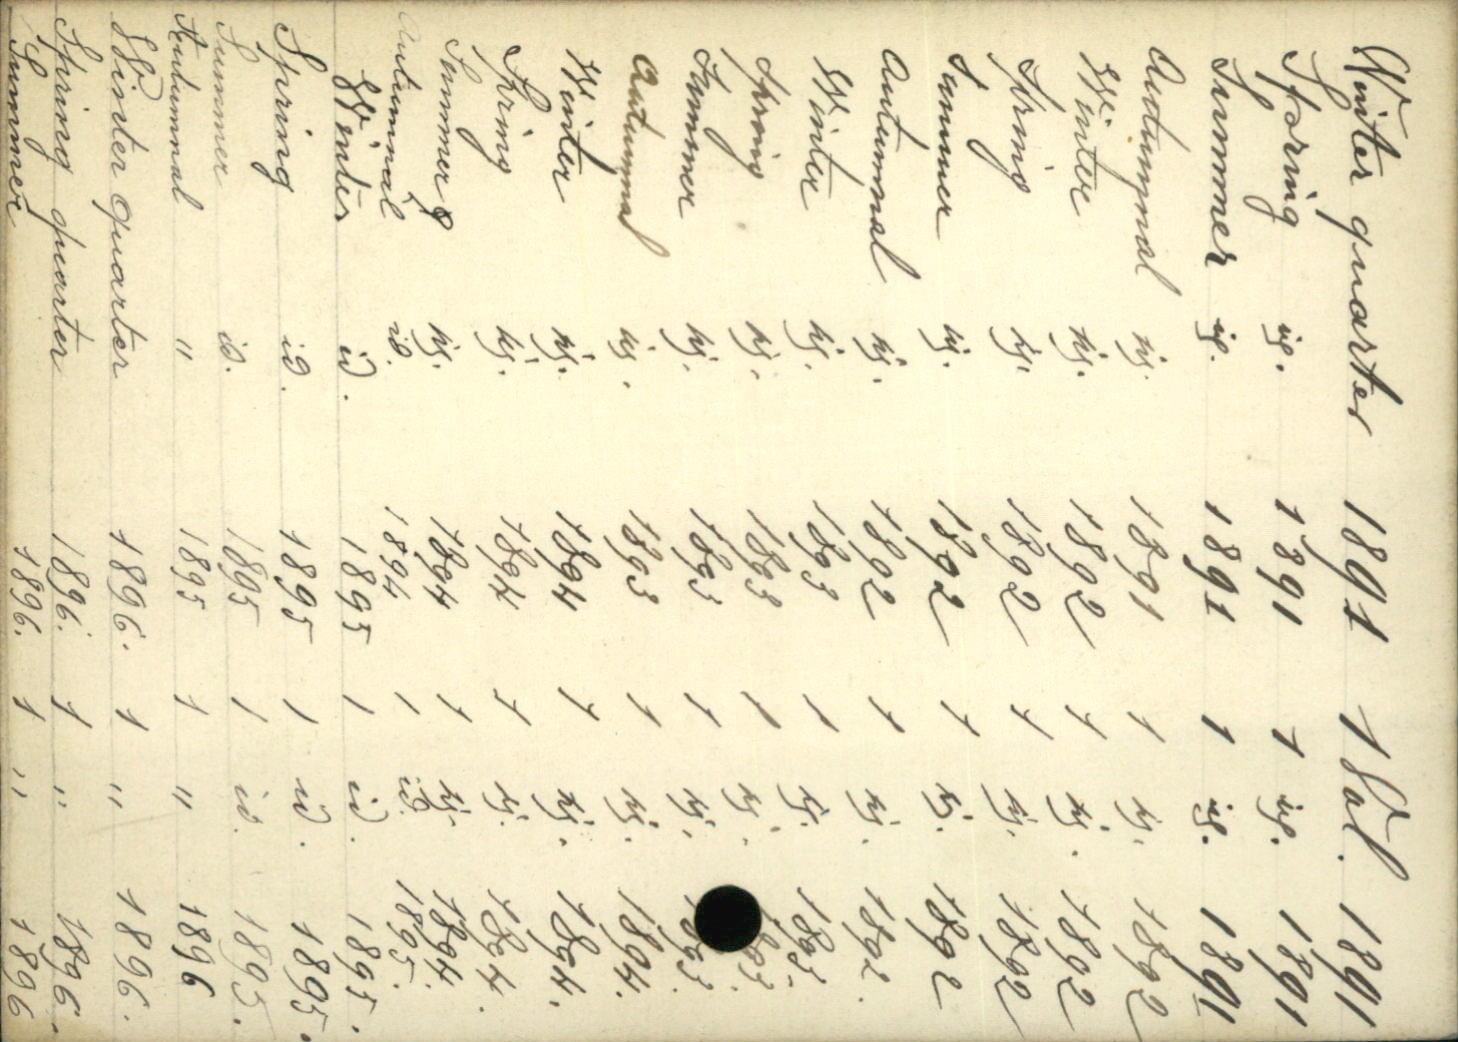 Winter quarter 1891 1 Vol. 1891
Spring id. 1891 1 id. 1891
Summer id. 1891 1 id. 1891
Autumnal id. 1891 1 id. 1892
Winter id. 1892 1 id. 1892
Spring id. 1892 1 id. 1892
Summer id. 1892 1 id. 1892
Autumnal id. 1892 1 id. 1892.
Winter id. 1893 1 id. 1893.
Spring id. 1893 1 id. 1893.
Summer id. 1893 1 id. 1893.
Autumnal id. 1893 1 id. 1894.
Winter id. 1894 1 id. 1894.
Spring id. 1894 1 id. 1894.
Summer q id. 1894 1 id. 1894.
Autumnal id. 1894 1 id. 1895.
Winter id. 1895 1 id. 1895.
Spring id. 1895 1 id. 1895.
Summer id. 1895 1 id. 1895.
Autumnal " 1895 1 " 1896
Winter quarter 1896. 1 " 1896.
Spring quarter 1896. 1 " 1896.
Summer 1896. 1 " 1896